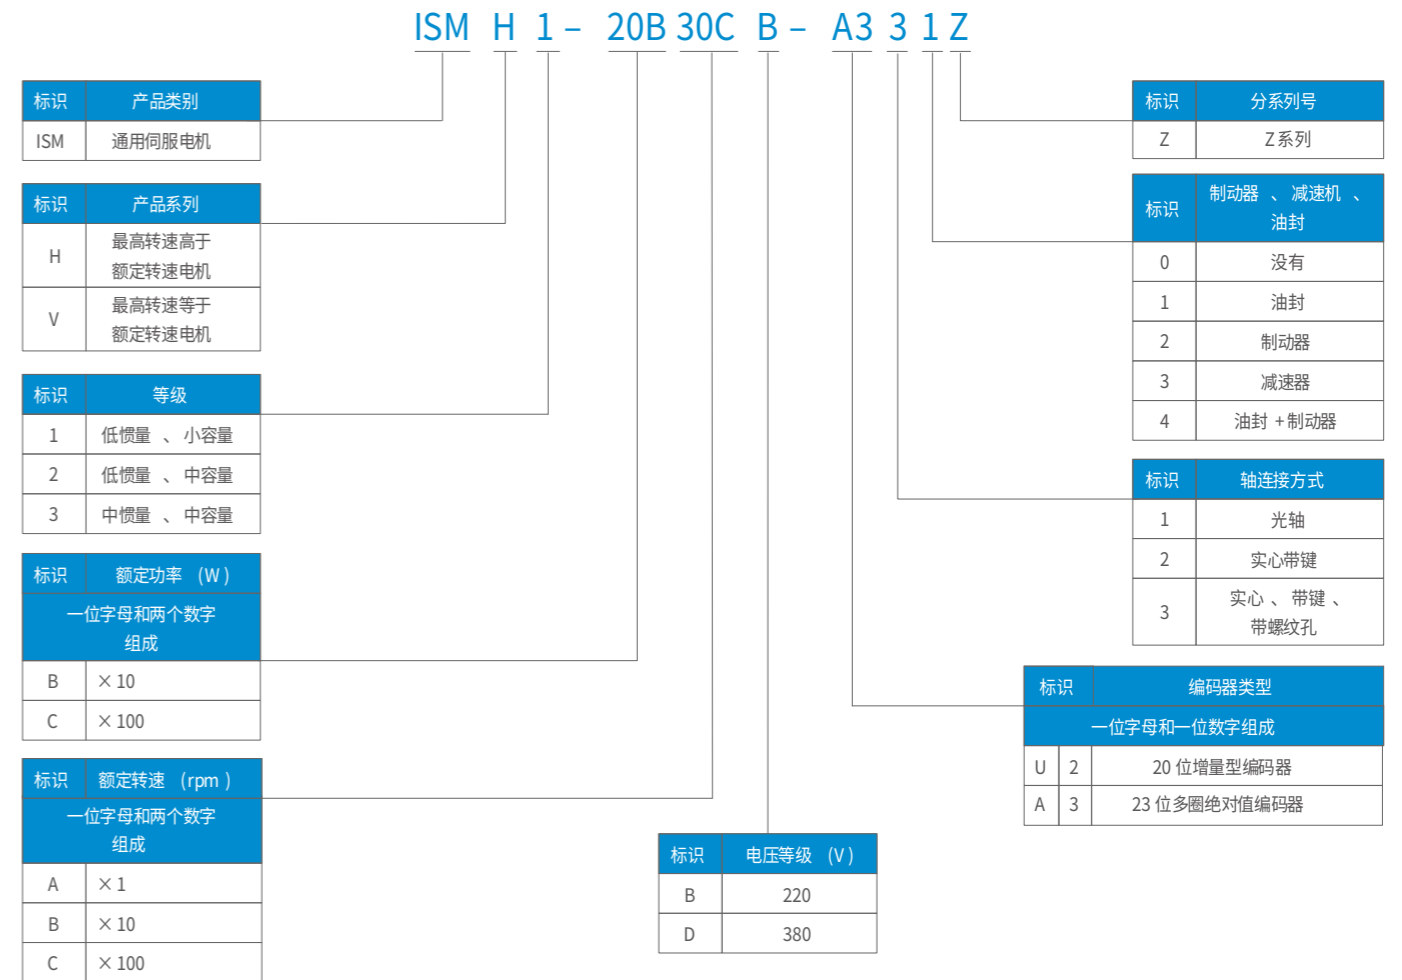 ISM H 1 – 20B 30C B – A3 3 1 Z
标识 产品类别
ISM 通用伺服电机
标识 产品系列
H 最高转速高于
额定转速电机
V 最高转速等于
额定转速电机
标识 等级
1 低惯量 、 小容量
2 低惯量 、 中容量
3 中惯量 、 中容量
标识 额定功率 (W)
一位字母和两个数字
组成
B ×10
C ×100
标识 额定转速 (rpm)
一位字母和两个数字
组成
A ×1
B ×10
C ×100
标识 电压等级 (V)
B 220
D 380
标识 分系列号
Z Z系列
标识 制动器 、 减速机 、
油封
0 没有
1 油封
2 制动器
3 减速器
4 油封 +制动器
标识 轴连接方式
1 光轴
2 实心带键
3 实心 、 带键 、
带螺纹孔
标识 编码器类型
一位字母和一位数字组成
U 2 20 位增量型编码器
A 3 23 位多圈绝对值编码器